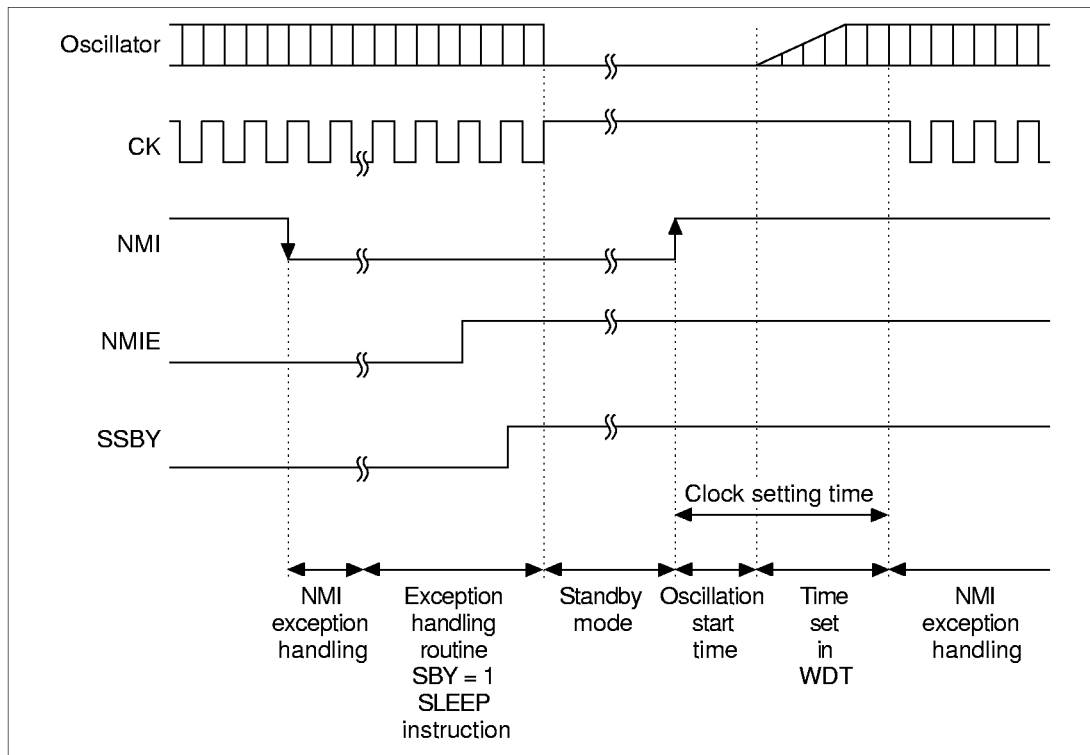 Oscillator
CK
NMI
NMIE
SSBY
Clock setting time
NMI
exception
handling
Exception
handling
routine
SBY = 1
SLEEP
instruction
Standby
mode
Oscillation
start
time
Time
set
in
WDT
NMI
exception
handling